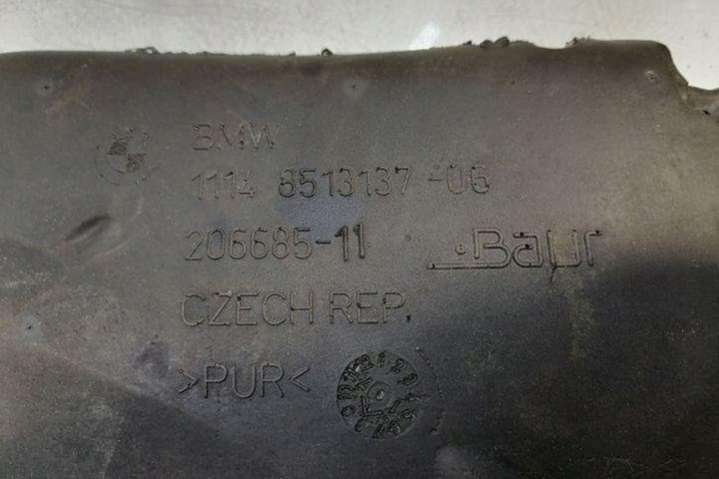 BMW
1114 8513137-06
206685-11 Baur
CZECH REP.
>PUR<